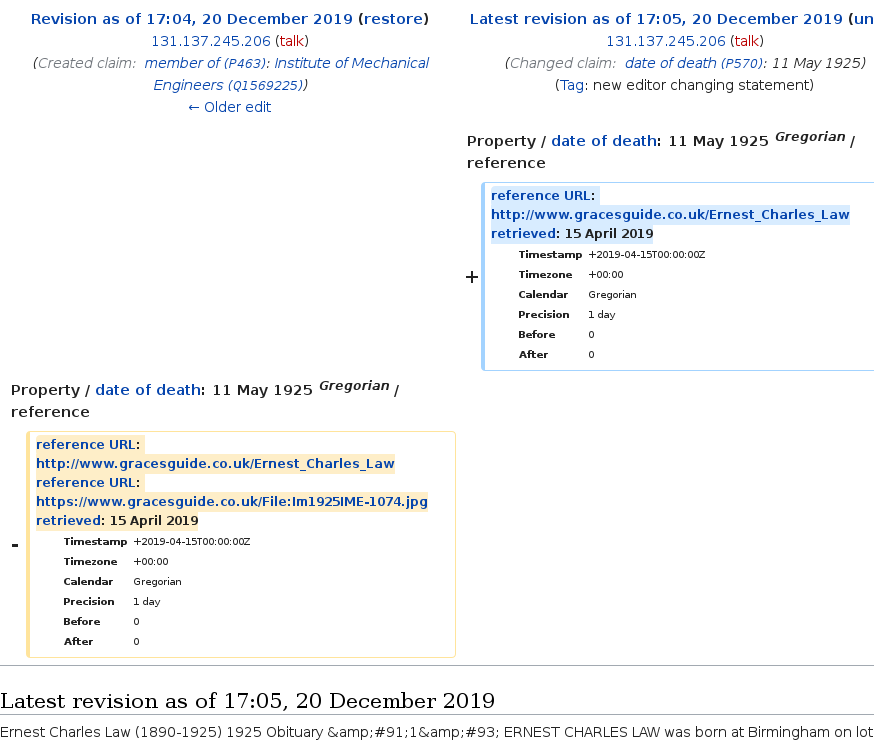 Revision as of 17:04, 20 December 2019 (restore)
131.137.245.206 (talk)
(Created claim: member of (P463): Institute of Mechanical
Engineers (Q1569225))
← Older edit
Latest revision as of 17:05, 20 December 2019 (un
131.137.245.206 (talk)
(Changed claim: date of death (P570): 11 May 1925)
(Tag: new editor changing statement)
Property / date of death: 11 May 1925 Gregorian /
reference
+
reference URL:
http://www.gracesguide.co.uk/Ernest_Charles_Law
retrieved: 15 April 2019
Timestamp +2019-04-15T00:00:00Z
Timezone +00:00
Calendar Gregorian
Precision 1 day
Before 0
After 0
Property / date of death: 11 May 1925 Gregorian /
reference
-
reference URL:
http://www.gracesguide.co.uk/Ernest_Charles_Law
reference URL:
https://www.gracesguide.co.uk/File:Im1925IME-1074.jpg
retrieved: 15 April 2019
Timestamp +2019-04-15T00:00:00Z
Timezone +00:00
Calendar Gregorian
Precision 1 day
Before 0
After 0
Latest revision as of 17:05, 20 December 2019
Ernest Charles Law (1890-1925) 1925 Obituary &amp;#91;1&amp;#93; ERNEST CHARLES LAW was born at Birmingham on lot